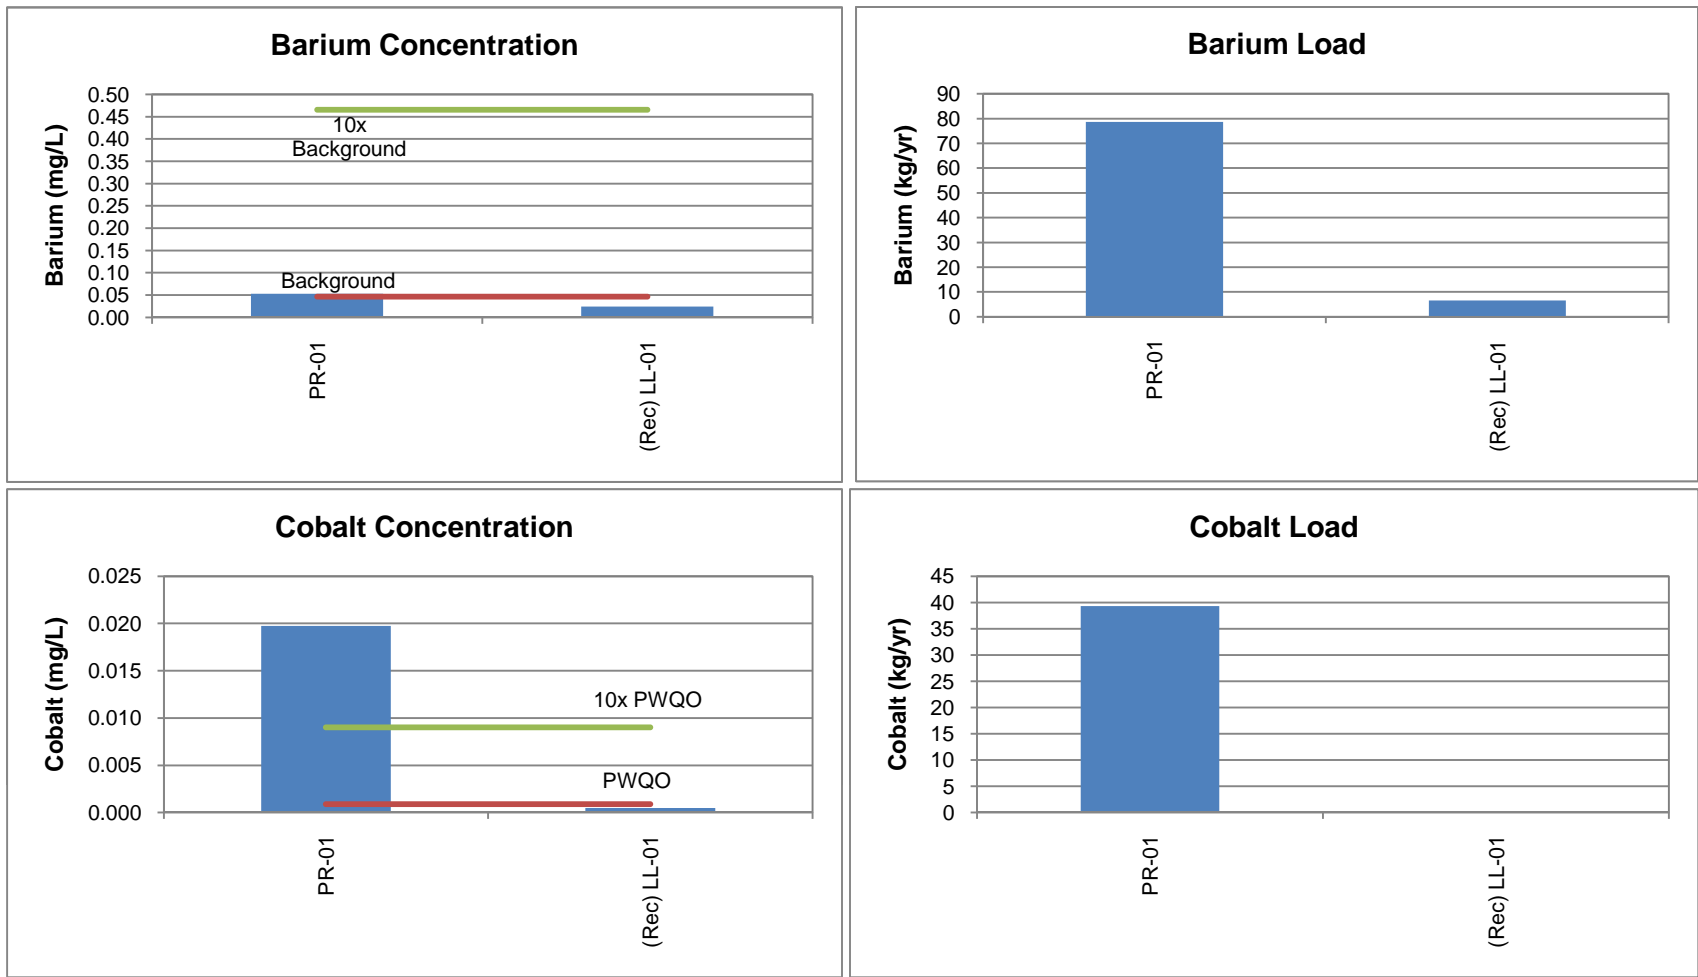 Barium Concentration
Barium (mg/L)
0.50
0.45
0.40
0.35
0.30
0.25
0.20
0.15
0.10
0.05
0.00
10x
Background
Background
PR-01
(Rec) LL-01
Barium Load
Barium (kg/yr)
90
80
70
60
50
40
30
20
10
0
PR-01
(Rec) LL-01
Cobalt Concentration
Cobalt (mg/L)
0.025
0.020
0.015
0.010
0.005
0.000
10x PWQO
PWQO
PR-01
(Rec) LL-01
Cobalt Load
Cobalt (kg/yr)
45
40
35
30
25
20
15
10
5
0
PR-01
(Rec) LL-01